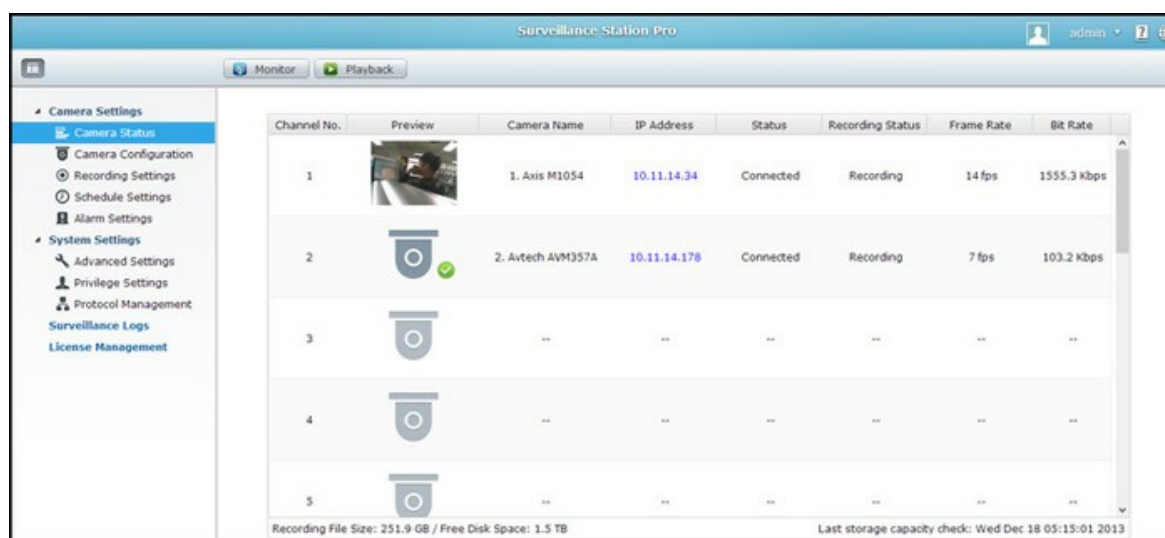 Surveillance Station Pro
admin
?
Monitor Playback
Camera Settings
Camera Status
Camera Configuration
Recording Settings
Schedule Settings
Alarm Settings
System Settings
Advanced Settings
Privilege Settings
Protocol Management
Surveillance Logs
License Management
Channel No. Preview Camera Name IP Address Status Recording Status Frame Rate Bit Rate
1 1. Axis M1054 10.11.14.34 Connected Recording 14 fps 1555.3 Kbps
2 2. Avtech AVM357A 10.11.14.178 Connected Recording 7 fps 103.2 Kbps
3 -- -- -- -- -- --
4 -- -- -- -- -- --
5 -- -- -- -- -- --
Recording File Size: 251.9 GB / Free Disk Space: 1.5 TB Last storage capacity check: Wed Dec 18 05:15:01 2013